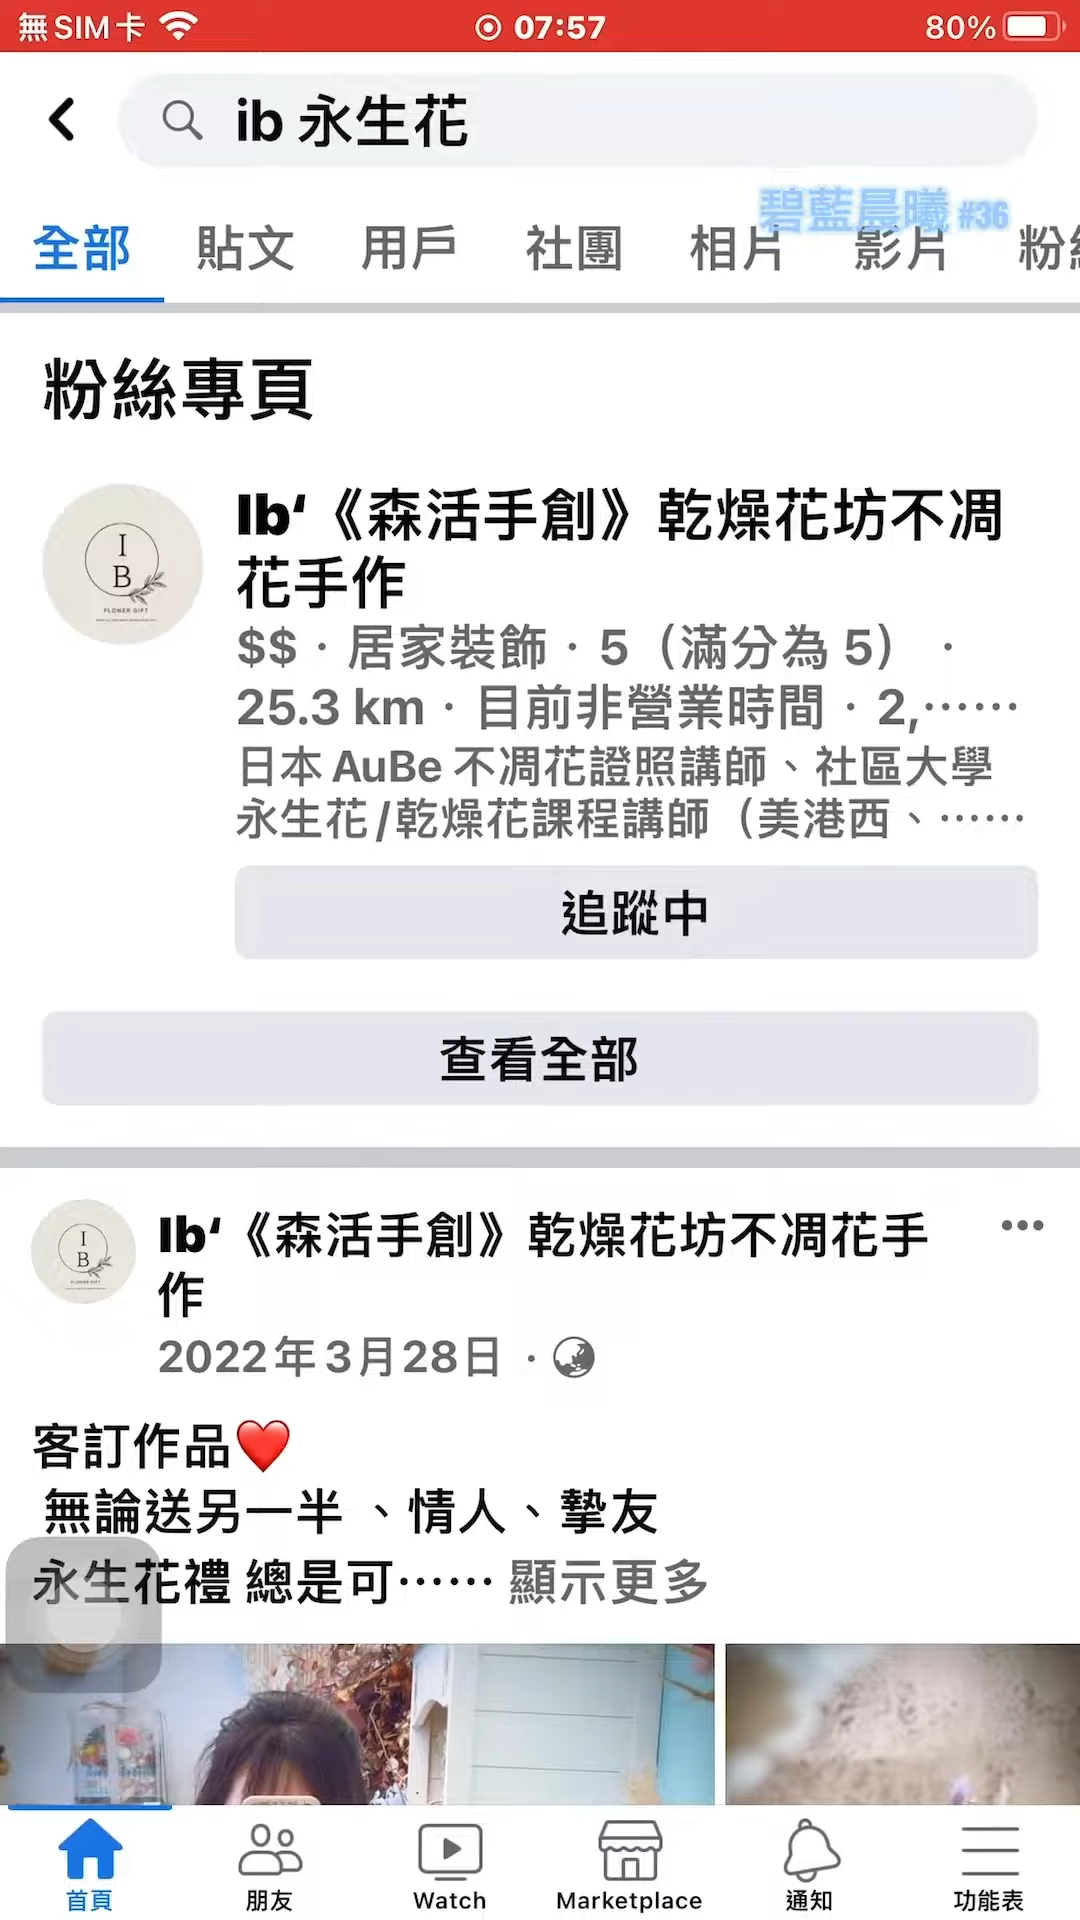 無SIM卡 07:57 80%
ib 永生花
碧藍晨曦 #36
全部 貼文 用戶 社團 相片 影片 粉絲
粉絲專頁
I
B
FLOWER GIFT
Ib‘《森活手創》乾燥花坊不凋
花手作
$$ · 居家裝飾 · 5（滿分為 5） ·
25.3 km · 目前非營業時間 · 2,……
日本 AuBe 不凋花證照講師、社區大學
永生花/乾燥花課程講師（美港西、……
追蹤中
查看全部
I
B
FLOWER GIFT
Ib‘《森活手創》乾燥花坊不凋花手
作
2022年3月28日 ·
客訂作品❤️
無論送另一半 、情人、摯友
永生花禮 總是可…… 顯示更多
首頁 朋友 Watch Marketplace 通知 功能表